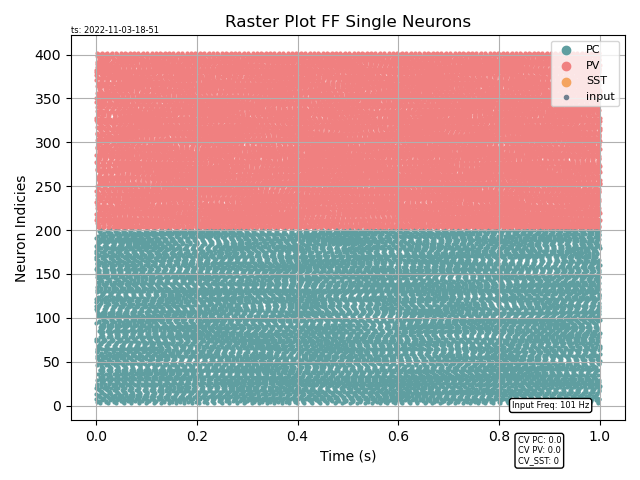 Raster Plot FF Single Neurons
ts: 2022-11-03-18-51
PC
PV
SST
input
400
350
300
250
200
150
100
50
0
Neuron Indicies
Input Freq: 101 Hz
0.0 0.2 0.4 0.6 0.8 1.0
Time (s)
CV PC: 0.0
CV PV: 0.0
CV_SST: 0